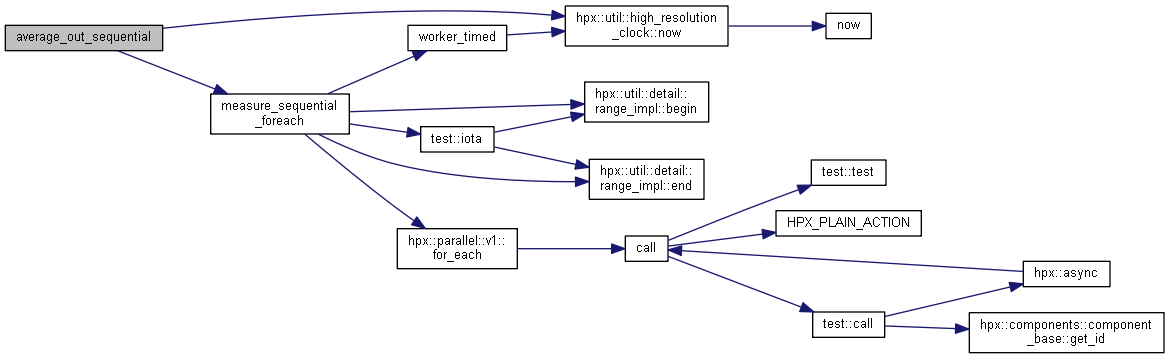 average_out_sequential
hpx::util::high_resolution
_clock::now
now
worker_timed
measure_sequential
_foreach
hpx::util::detail::
range_impl::begin
test::iota
hpx::util::detail::
range_impl::end
hpx::parallel::v1::
for_each
call
test::test
HPX_PLAIN_ACTION
hpx::async
test::call
hpx::components::component
_base::get_id